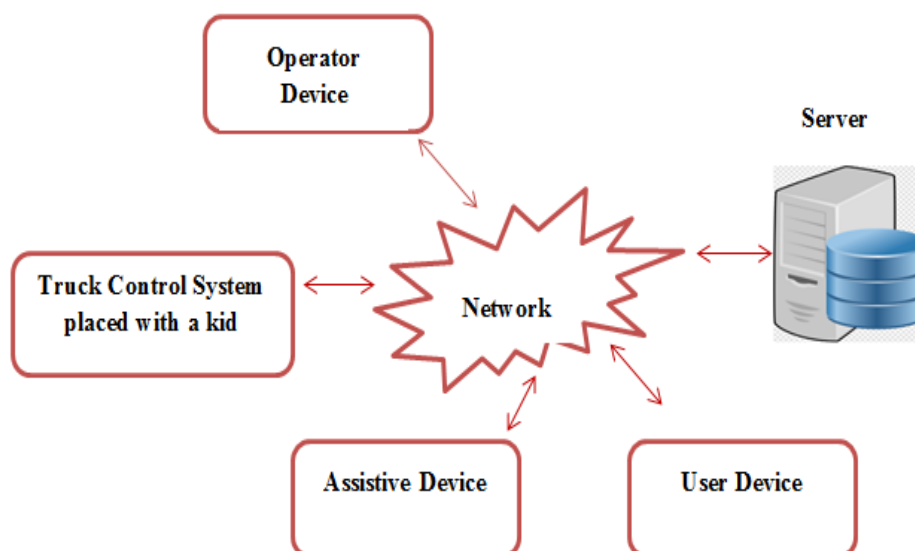 Operator
Device
Server
Truck Control System
placed with a kid
Network
Assistive Device
User Device